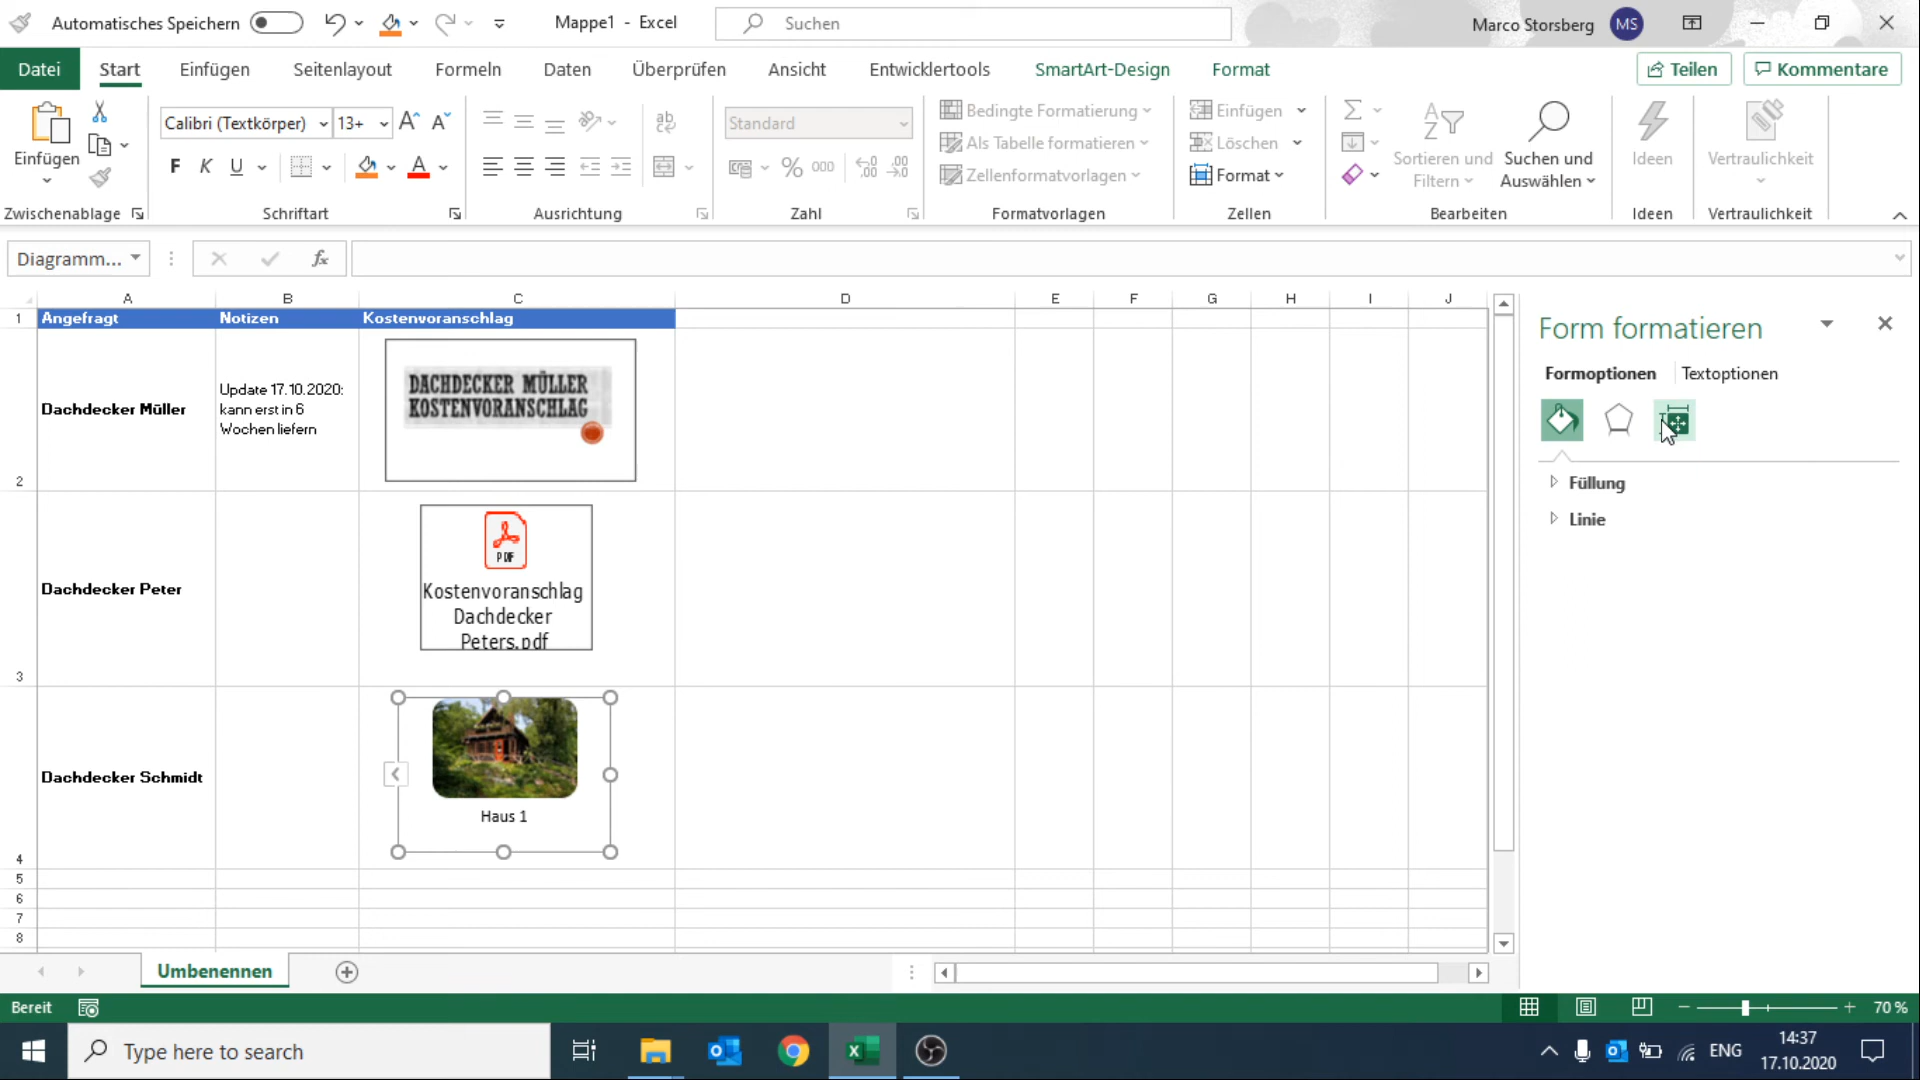 Automatisches Speichern
Mappe1 - Excel
Suchen
Marco Storsberg
MS
Datei
Start
Einfügen
Seitenlayout
Formeln
Daten
Überprüfen
Ansicht
Entwicklertools
SmartArt-Design
Format
Teilen
Kommentare
Einfügen
Calibri (Textkörper)
13+
A
A
F K U
A
ab
Standard
% 000
Bedingte Formatierung
Als Tabelle formatieren
Zellenformatvorlagen
Einfügen
Löschen
Format
Σ
A
Z
Sortieren und
Filtern
Suchen und
Auswählen
Ideen
Vertraulichkeit
Zwischenablage
Schriftart
Ausrichtung
Zahl
Formatvorlagen
Zellen
Bearbeiten
Ideen
Vertraulichkeit
Diagramm...
fx
A B C D E F G H I J
1 Angefragt Notizen Kostenvoranschlag
Update 17.10.2020:
kann erst in 6
Wochen liefern
Dachdecker Müller
DACHDECKER MÜLLER
KOSTENVORANSCHLAG
2
PDF
Kostenvoranschlag
Dachdecker
Peters.pdf
Dachdecker Peter
3
Dachdecker Schmidt
Haus 1
4
5
6
7
8
Form formatieren
Formoptionen
Textoptionen
Füllung
Linie
Umbenennen
Bereit
70 %
Type here to search
ENG
14:37
17.10.2020